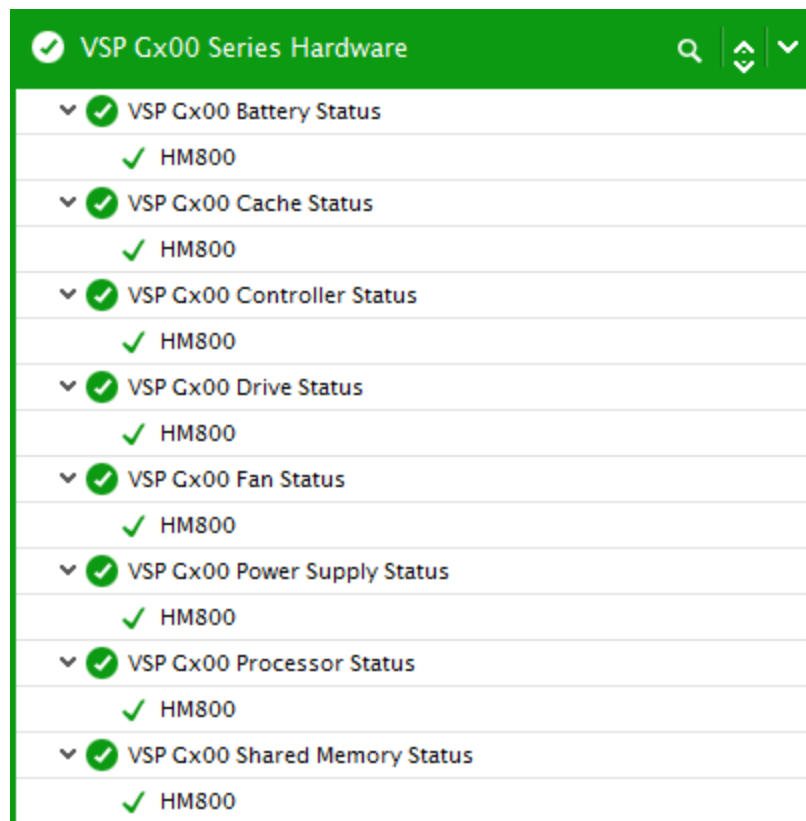 VSP Gx00 Series Hardware
VSP Gx00 Battery Status
HM800
VSP Gx00 Cache Status
HM800
VSP Gx00 Controller Status
HM800
VSP Gx00 Drive Status
HM800
VSP Gx00 Fan Status
HM800
VSP Gx00 Power Supply Status
HM800
VSP Gx00 Processor Status
HM800
VSP Gx00 Shared Memory Status
HM800